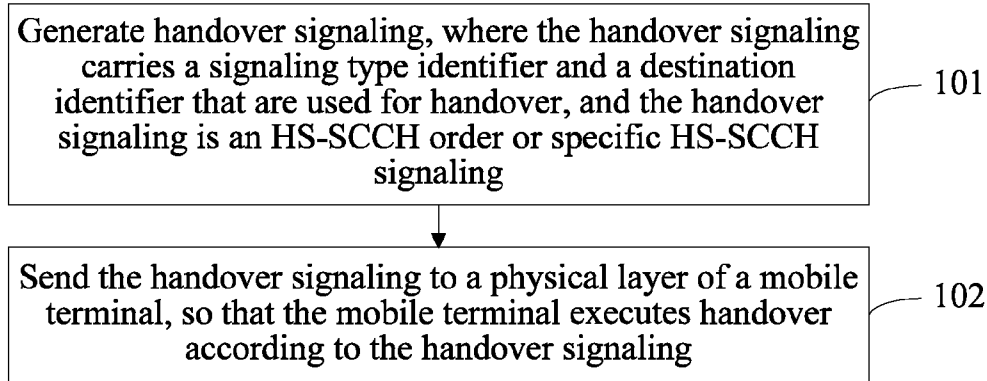 Generate handover signaling, where the handover signaling
carries a signaling type identifier and a destination
identifier that are used for handover, and the handover
signaling is an HS-SCCH order or specific HS-SCCH
signaling
101
Send the handover signaling to a physical layer of a mobile
terminal, so that the mobile terminal executes handover
according to the handover signaling
102